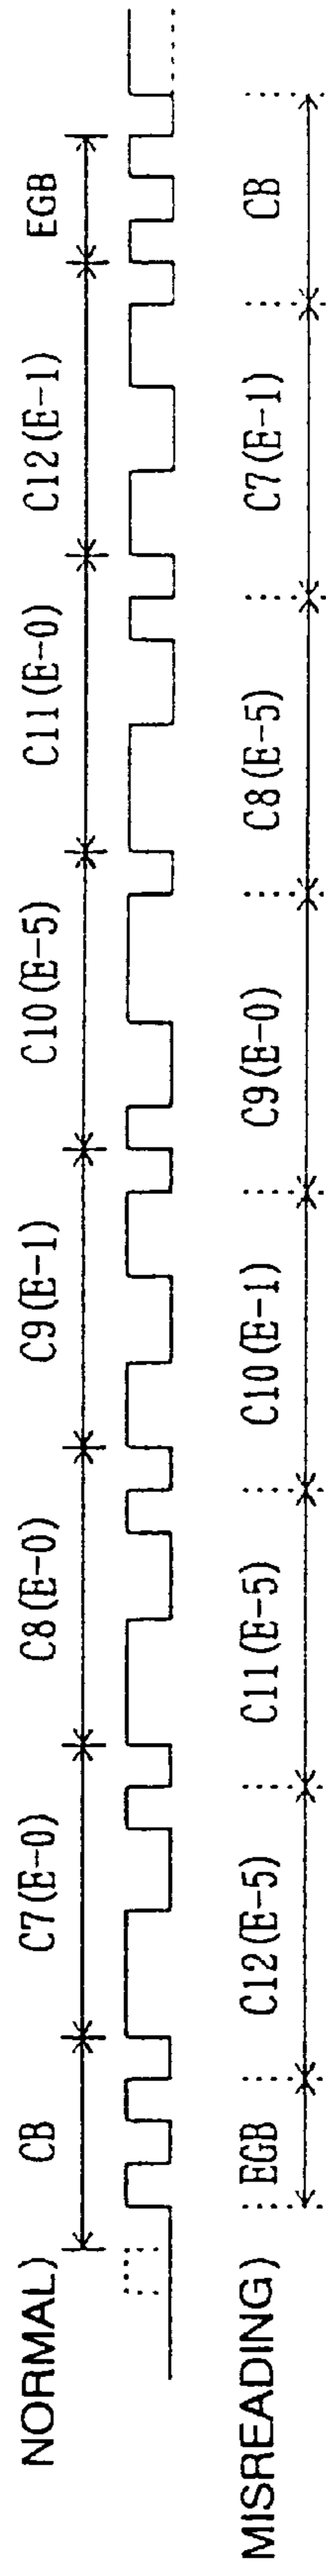 NORMAL) CB C7(E-0) C8(E-0) C9(E-1) C10(E-5) C11(E-0) C12(E-1) EGB
MISREADING) EGB C12(E-5) C11(E-5) C10(E-1) C9(E-0) C8(E-5) C7(E-1) CB